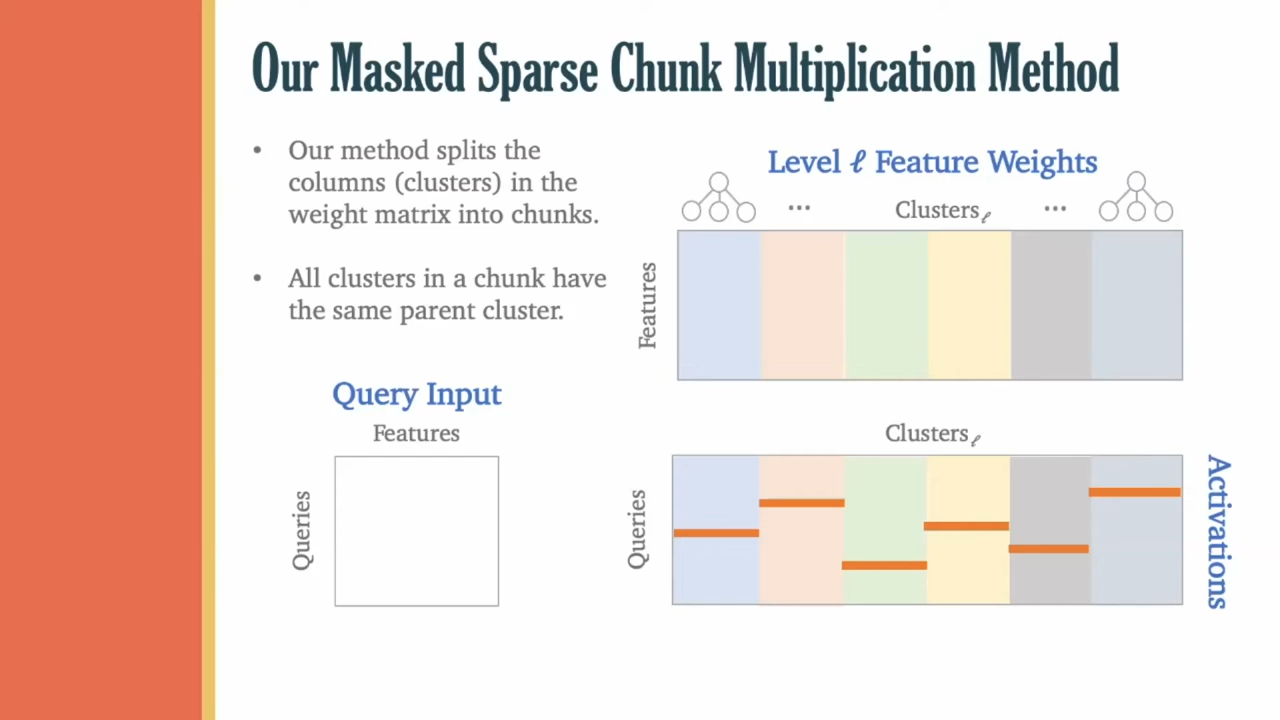 Our Masked Sparse Chunk Multiplication Method
• Our method splits the
columns (clusters) in the
weight matrix into chunks.
• All clusters in a chunk have
the same parent cluster.
Query Input
Features
Queries
Level ℓ Feature Weights
... Clusters ℓ ...
Features
Clusters ℓ
Queries
Activations